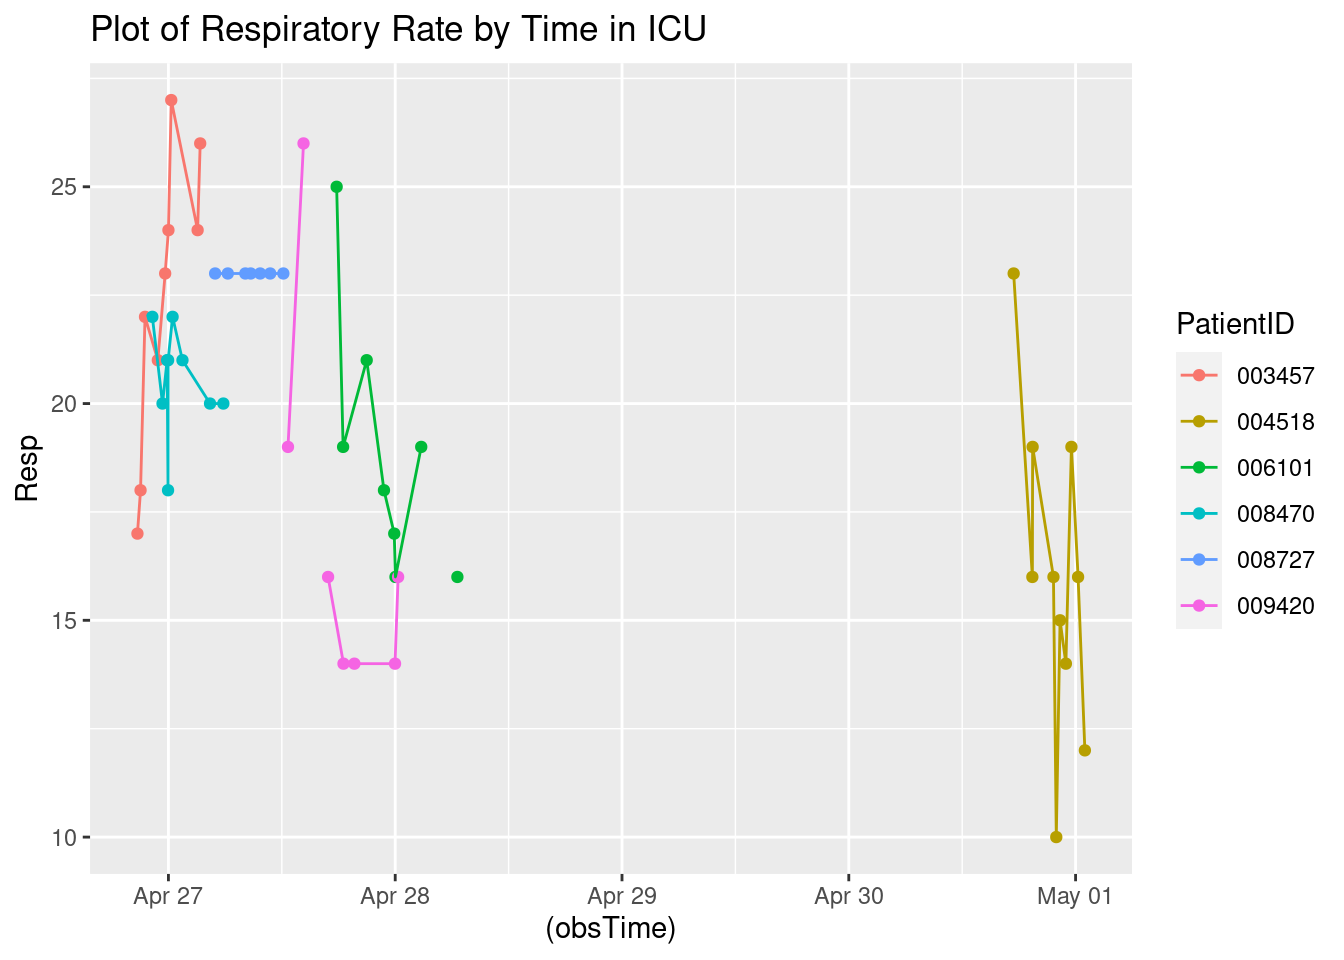 Plot of Respiratory Rate by Time in ICU
Resp
25
20
15
10
Apr 27
Apr 28
Apr 29
Apr 30
May 01
(obsTime)
PatientID
003457
004518
006101
008470
008727
009420